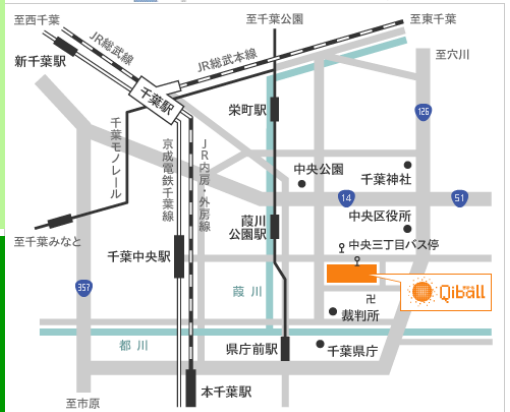 至西千葉
至千葉公園
至東千葉
JR総武線
JR総武本線
新千葉駅
至穴川
千葉駅
栄町駅
126
千葉モノレール
京成電鉄千葉線
JR内房・外房線
中央公園
千葉神社
14
51
中央区役所
葭川
公園駅
至千葉みなと
千葉中央駅
中央三丁目バス停
357
葭川
卍
Qiball
裁判所
都川
県庁前駅
千葉県庁
本千葉駅
至市原